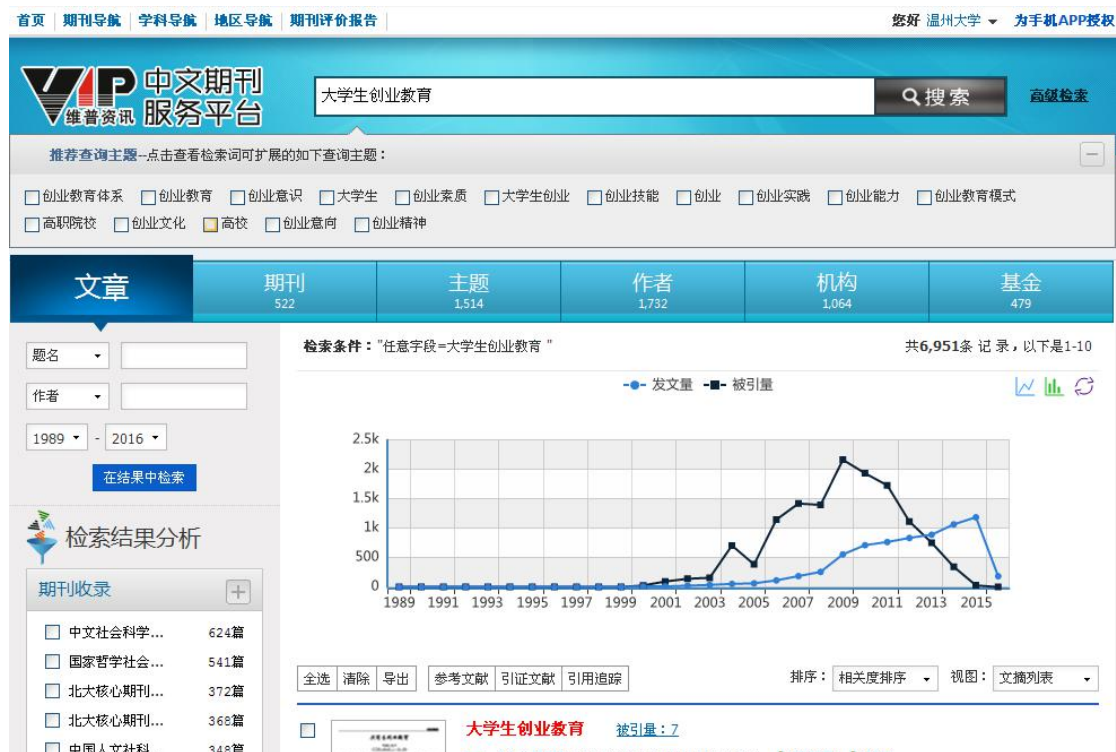 首页 期刊导航 学科导航 地区导航 期刊评价报告 您好 温州大学 为手机APP授权
VIP 中文期刊
维普资讯 服务平台
大学生创业教育 搜索 高级检索
推荐查询主题--点击查看检索词可扩展的如下查询主题：
创业教育体系 创业教育 创业意识 大学生 创业素质 大学生创业 创业技能 创业 创业实践 创业能力 创业教育模式
高职院校 创业文化 高校 创业意向 创业精神
文章 期刊 主题 作者 机构 基金
522 1,514 1,732 1,064 479
题名 检索条件："任意字段=大学生创业教育 " 共6,951条 记 录，以下是1-10
作者 发文量 被引量
1989 - 2016
在结果中检索
2.5k
2k
1.5k
1k
500
0
1989 1991 1993 1995 1997 1999 2001 2003 2005 2007 2009 2011 2013 2015
检索结果分析
期刊收录
中文社会科学... 624篇
国家哲学社会... 541篇
北大核心期刊... 372篇
北大核心期刊... 368篇
中国人文社科... 348篇
全选 清除 导出 参考文献 引证文献 引用追踪 排序： 相关度排序 视图： 文摘列表
大学生创业教育 被引量：7